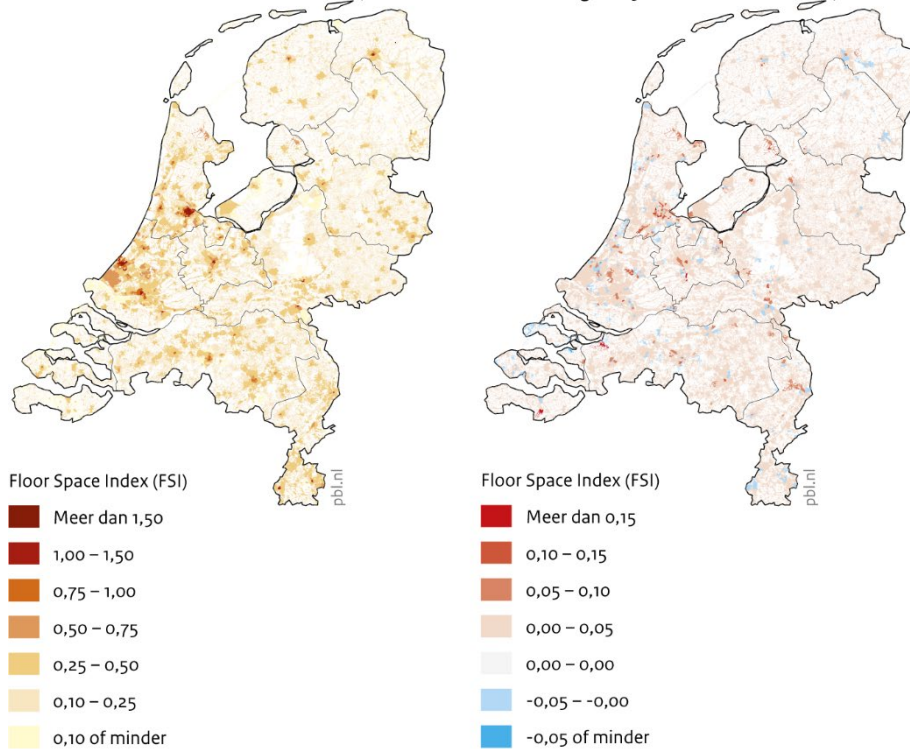 Floor Space Index (FSI)
Meer dan 1,50
1,00 – 1,50
0,75 – 1,00
0,50 – 0,75
0,25 – 0,50
0,10 – 0,25
0,10 of minder
pbl.nl
Floor Space Index (FSI)
Meer dan 0,15
0,10 – 0,15
0,05 – 0,10
0,00 – 0,05
0,00 – 0,00
-0,05 – -0,00
-0,05 of minder
pbl.nl